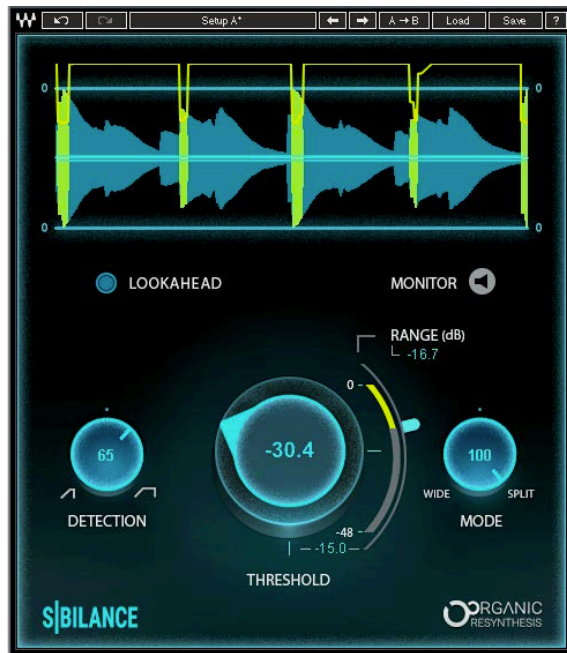 Setup A* A→B Load Save ?
0 0
0 0
LOOKAHEAD MONITOR
RANGE (dB)
-16.7
0
65 -30.4 100
WIDE SPLIT
DETECTION MODE
-48
-15.0
THRESHOLD
S|BILANCE ORGANIC
RESYNTHESIS